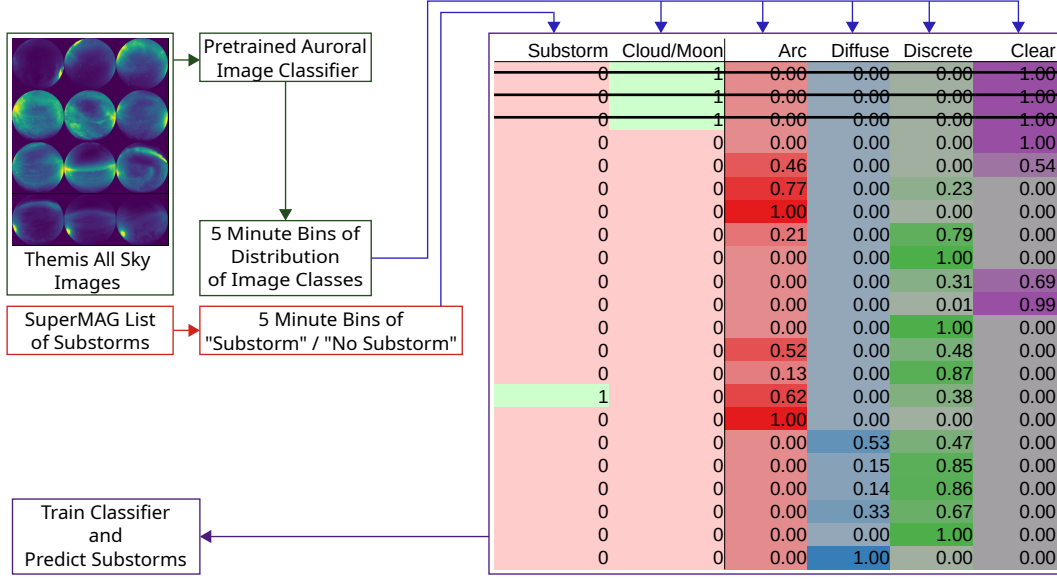 Pretrained Auroral
Image Classifier
Themis All Sky
Images
5 Minute Bins of
Distribution
of Image Classes
SuperMAG List
of Substorms
5 Minute Bins of
"Substorm" / "No Substorm"
Train Classifier
and
Predict Substorms
Substorm Cloud/Moon Arc Diffuse Discrete Clear
0 1 0.00 0.00 0.00 1.00
0 1 0.00 0.00 0.00 1.00
0 1 0.00 0.00 0.00 1.00
0 0 0.00 0.00 0.00 1.00
0 0 0.46 0.00 0.00 0.54
0 0 0.77 0.00 0.23 0.00
0 0 1.00 0.00 0.00 0.00
0 0 0.21 0.00 0.79 0.00
0 0 0.00 0.00 1.00 0.00
0 0 0.00 0.00 0.31 0.69
0 0 0.00 0.00 0.01 0.99
0 0 0.00 0.00 1.00 0.00
0 0 0.52 0.00 0.48 0.00
0 0 0.13 0.00 0.87 0.00
1 0 0.62 0.00 0.38 0.00
0 0 1.00 0.00 0.00 0.00
0 0 0.00 0.53 0.47 0.00
0 0 0.00 0.15 0.85 0.00
0 0 0.00 0.14 0.86 0.00
0 0 0.00 0.33 0.67 0.00
0 0 0.00 0.00 1.00 0.00
0 0 0.00 1.00 0.00 0.00